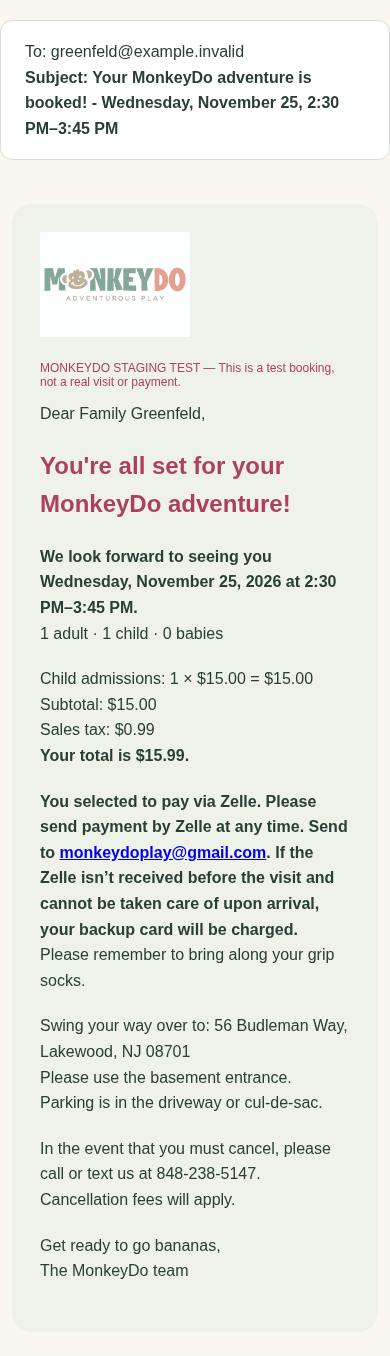 To: greenfeld@example.invalid
Subject: Your MonkeyDo adventure is
booked! - Wednesday, November 25, 2:30
PM–3:45 PM
MONKEYDO
ADVENTUROUS PLAY
MONKEYDO STAGING TEST — This is a test booking,
not a real visit or payment.
Dear Family Greenfeld,
You're all set for your
MonkeyDo adventure!
We look forward to seeing you
Wednesday, November 25, 2026 at 2:30
PM–3:45 PM.
1 adult · 1 child · 0 babies
Child admissions: 1 × $15.00 = $15.00
Subtotal: $15.00
Sales tax: $0.99
Your total is $15.99.
You selected to pay via Zelle. Please
send payment by Zelle at any time. Send
to monkeydoplay@gmail.com. If the
Zelle isn’t received before the visit and
cannot be taken care of upon arrival,
your backup card will be charged.
Please remember to bring along your grip
socks.
Swing your way over to: 56 Budleman Way,
Lakewood, NJ 08701
Please use the basement entrance.
Parking is in the driveway or cul-de-sac.
In the event that you must cancel, please
call or text us at 848-238-5147.
Cancellation fees will apply.
Get ready to go bananas,
The MonkeyDo team